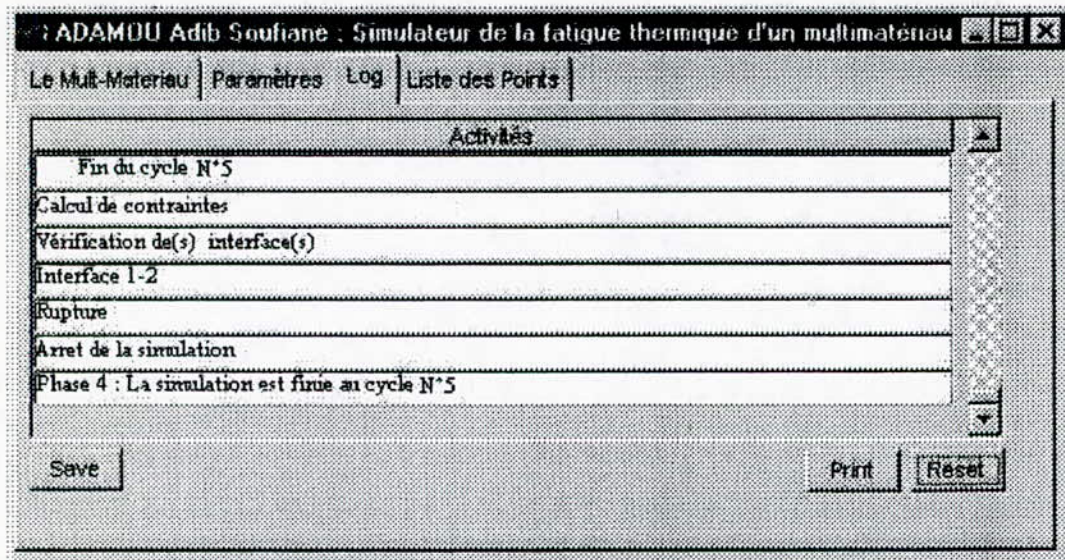 ADAMOU Adib Soufiane : Simulateur de la fatigue thermique d'un multimatériau
Le Mult-Materiau Paramètres Log Liste des Points
Activités
Fin du cycle N°5
Calcul de contraintes
Vérification de(s) interface(s)
Interface 1-2
Rupture
Arret de la simulation
Phase 4 : La simulation est finie au cycle N°5
Save Print Reset